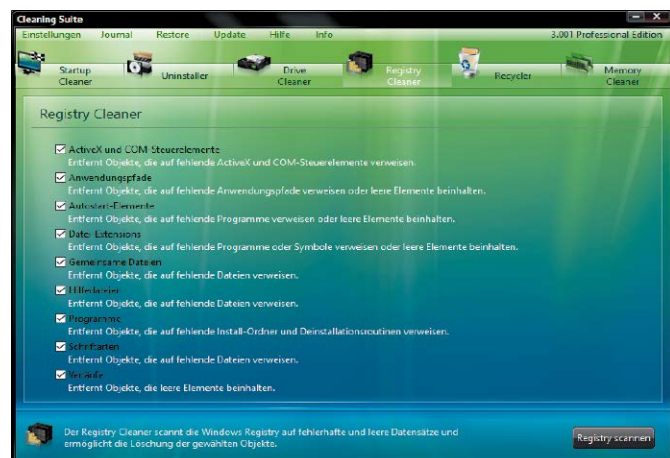 Cleaning Suite
Einstellungen Journal Restore Update Hilfe Info 3.001 Professional Edition
Startup Cleaner
Uninstaller
Drive Cleaner
Registry Cleaner
Recycler
Memory Cleaner
Registry Cleaner
ActiveX und COM-Steuerelemente
Entfernt Objekte, die auf fehlende ActiveX und COM-Steuerelemente verweisen.
Anwendungspfade
Entfernt Objekte, die auf fehlende Anwendungspfade verweisen oder leere Elemente beinhalten.
Autostart-Elemente
Entfernt Objekte, die auf fehlende Programme verweisen oder leere Elemente beinhalten.
Datei-Extensions
Entfernt Objekte, die auf fehlende Programme oder Symbole verweisen oder leere Elemente beinhalten.
Gemeinsame Dateien
Entfernt Objekte, die auf fehlende Dateien verweisen.
Hilfedateien
Entfernt Objekte, die auf fehlende Dateien verweisen.
Programme
Entfernt Objekte, die auf fehlende Install-Ordner und Deinstallationsroutinen verweisen.
Schriftarten
Entfernt Objekte, die auf fehlende Dateien verweisen.
Verläufe
Entfernt Objekte, die leere Elemente beinhalten.
Der Registry Cleaner scannt die Windows Registry auf fehlerhafte und leere Datensätze und
ermöglicht die Löschung der gewählten Objekte.
Registry scannen